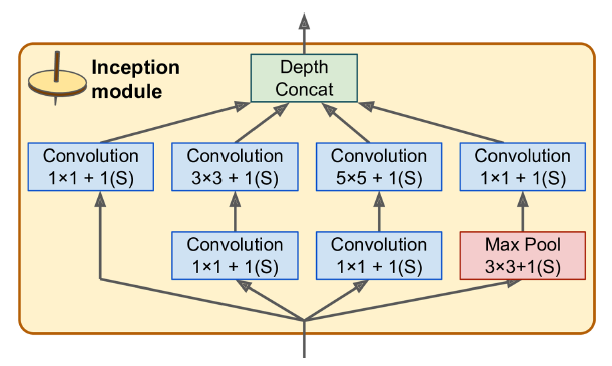 Inception
module
Depth
Concat
Convolution
1×1 + 1(S)
Convolution
3×3 + 1(S)
Convolution
5×5 + 1(S)
Convolution
1×1 + 1(S)
Convolution
1×1 + 1(S)
Convolution
1×1 + 1(S)
Max Pool
3×3+1(S)